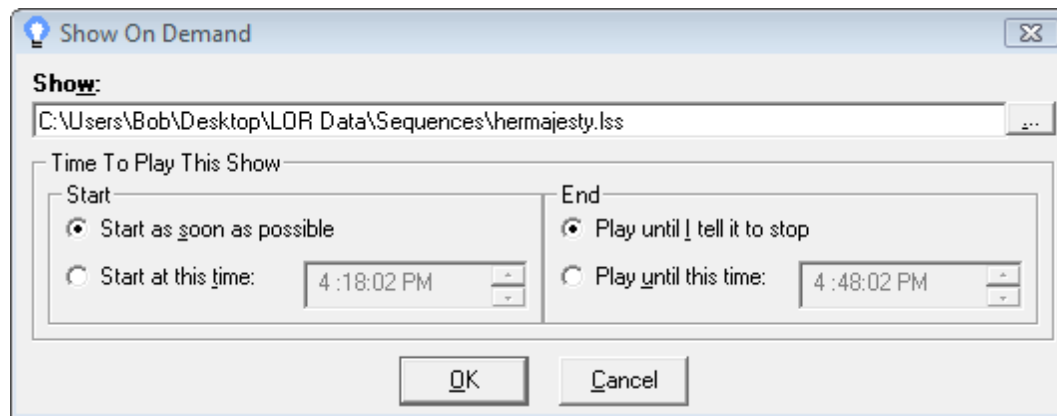 Show On Demand
Show:
C:\Users\Bob\Desktop\LOR Data\Sequences\hermajesty.lss
...
Time To Play This Show
Start
Start as soon as possible
Start at this time:
4 :18:02 PM
End
Play until I tell it to stop
Play until this time:
4 :48:02 PM
OK
Cancel